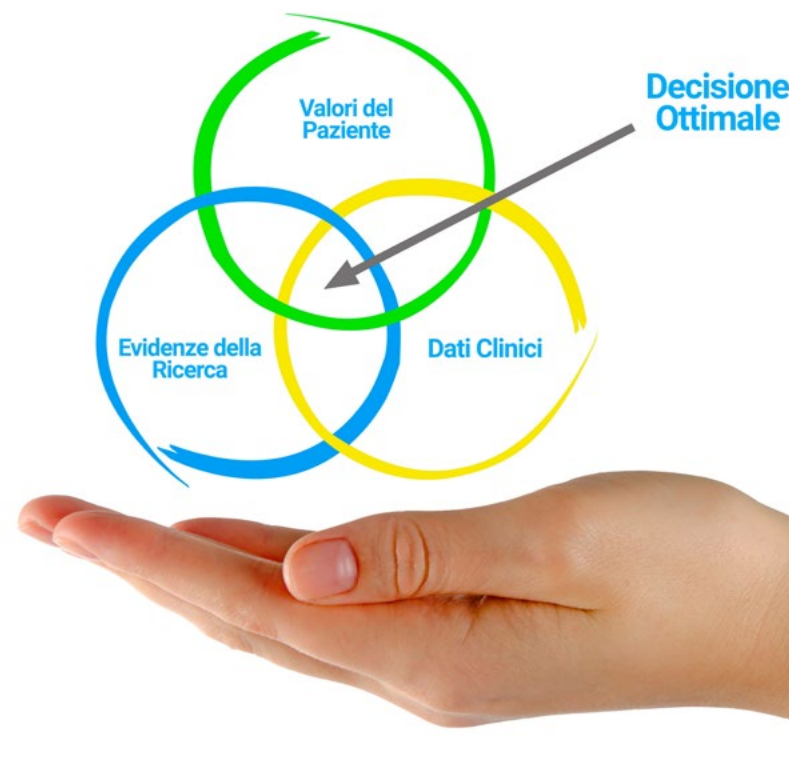 Valori del
Paziente
Decisione
Ottimale
Evidenze della
Ricerca
Dati Clinici